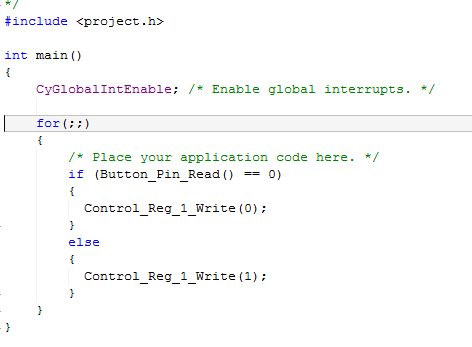 */
#include <project.h>
int main()
{
CyGlobalIntEnable; /* Enable global interrupts. */
for(;;)
{
/* Place your application code here. */
if (Button_Pin_Read() == 0)
{
Control_Reg_1_Write(0);
}
else
{
Control_Reg_1_Write(1);
}
}
}